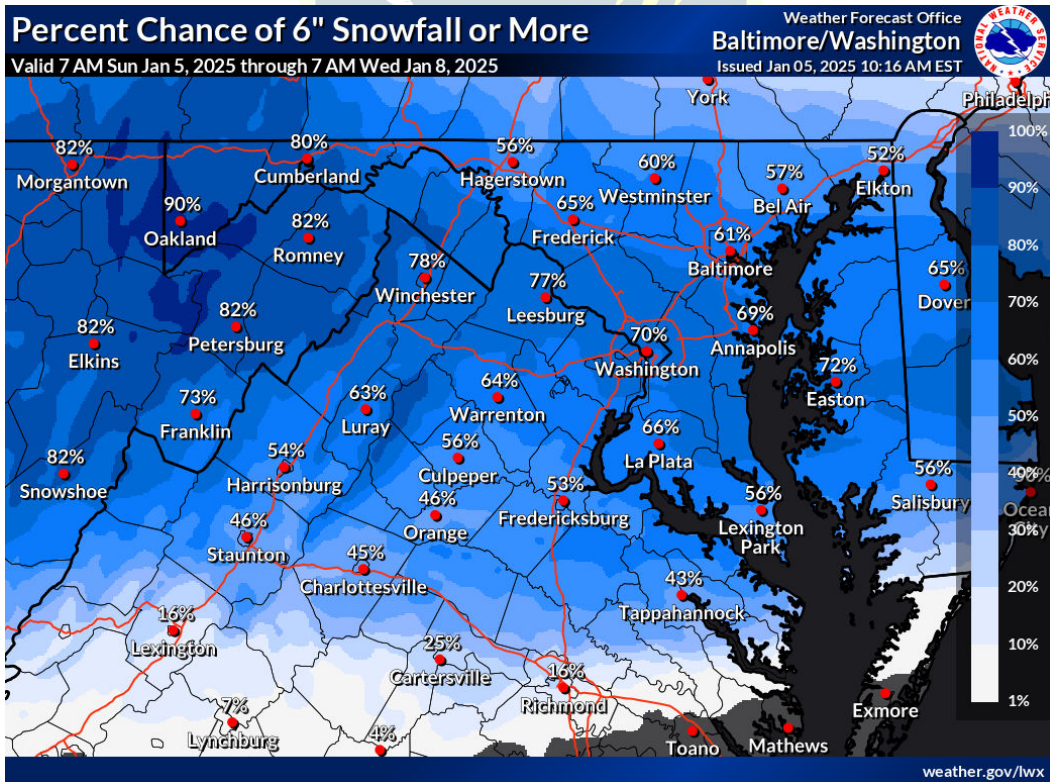 Percent Chance of 6" Snowfall or More
Valid 7 AM Sun Jan 5, 2025 through 7 AM Wed Jan 8, 2025
Weather Forecast Office
Baltimore/Washington
Issued Jan 05, 2025 10:16 AM EST
NATIONAL WEATHER SERVICE
York
Philadelph
100%
82%
Morgantown
80%
Cumberland
56%
Hagerstown
60%
Westminster
57%
Bel Air
52%
Elkton
90%
90%
Oakland
82%
Romney
65%
Frederick
61%
Baltimore
80%
78%
Winchester
77%
Leesburg
65%
Dover
70%
82%
Elkins
82%
Petersburg
70%
Washington
69%
Annapolis
60%
72%
Easton
73%
Franklin
63%
Luray
64%
Warrenton
50%
82%
Snowshoe
54%
Harrisonburg
56%
Culpeper
66%
La Plata
56%
Salisbury
40%
46%
Orange
53%
Fredericksburg
56%
Lexington
Park
30%
46%
Staunton
45%
Charlottesville
43%
Tappahannock
20%
16%
Lexington
25%
Cartersville
16%
Richmond
10%
7%
Lynchburg
4%
Toano
Mathews
Exmore
1%
weather.gov/lwx